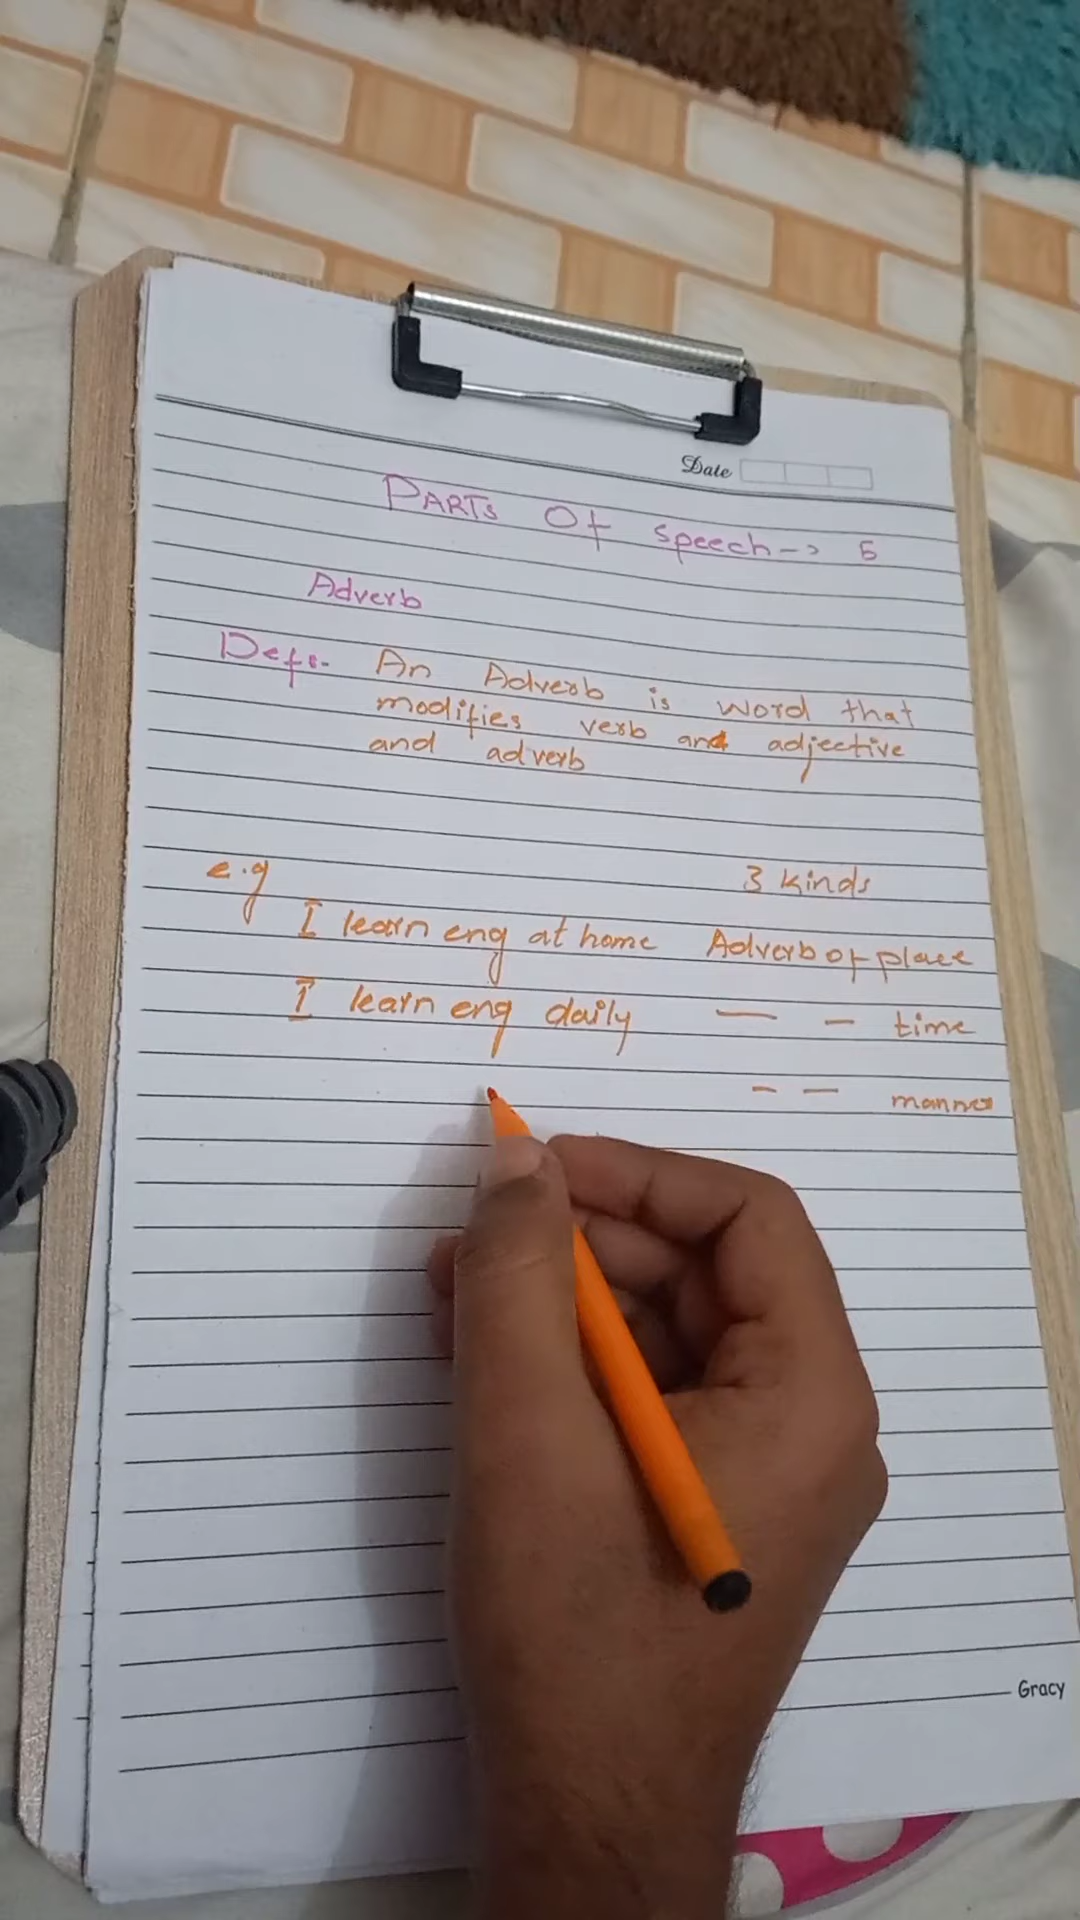 Date
PARTS Of speech -> 5
Adverb
Def:- An Adverb is word that
modifies verb and adjective
and adverb
e.g
3 kinds
I learn eng at home Adverb of place
I learn eng daily — – time
– — manner
Gracy